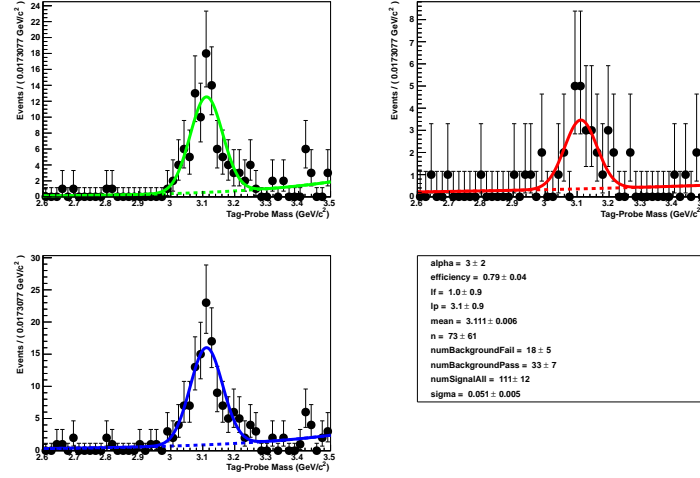 Events / ( 0.0173077 GeV/c² )
24
22
20
18
16
14
12
10
8
6
4
2
0
2.6 2.7 2.8 2.9 3 3.1 3.2 3.3 3.4 3.5
Tag-Probe Mass (GeV/c²)
Events / ( 0.0173077 GeV/c² )
8
6
4
2
0
2.6 2.7 2.8 2.9 3 3.1 3.2 3.3 3.4 3.5
Tag-Probe Mass (GeV/c²)
Events / ( 0.0173077 GeV/c² )
30
25
20
15
10
5
0
2.6 2.7 2.8 2.9 3 3.1 3.2 3.3 3.4 3.5
Tag-Probe Mass (GeV/c²)
alpha = 3 ± 2
efficiency = 0.79 ± 0.04
lf = 1.0 ± 0.9
lp = 3.1 ± 0.9
mean = 3.111 ± 0.006
n = 73 ± 61
numBackgroundFail = 18 ± 5
numBackgroundPass = 33 ± 7
numSignalAll = 111 ± 12
sigma = 0.051 ± 0.005